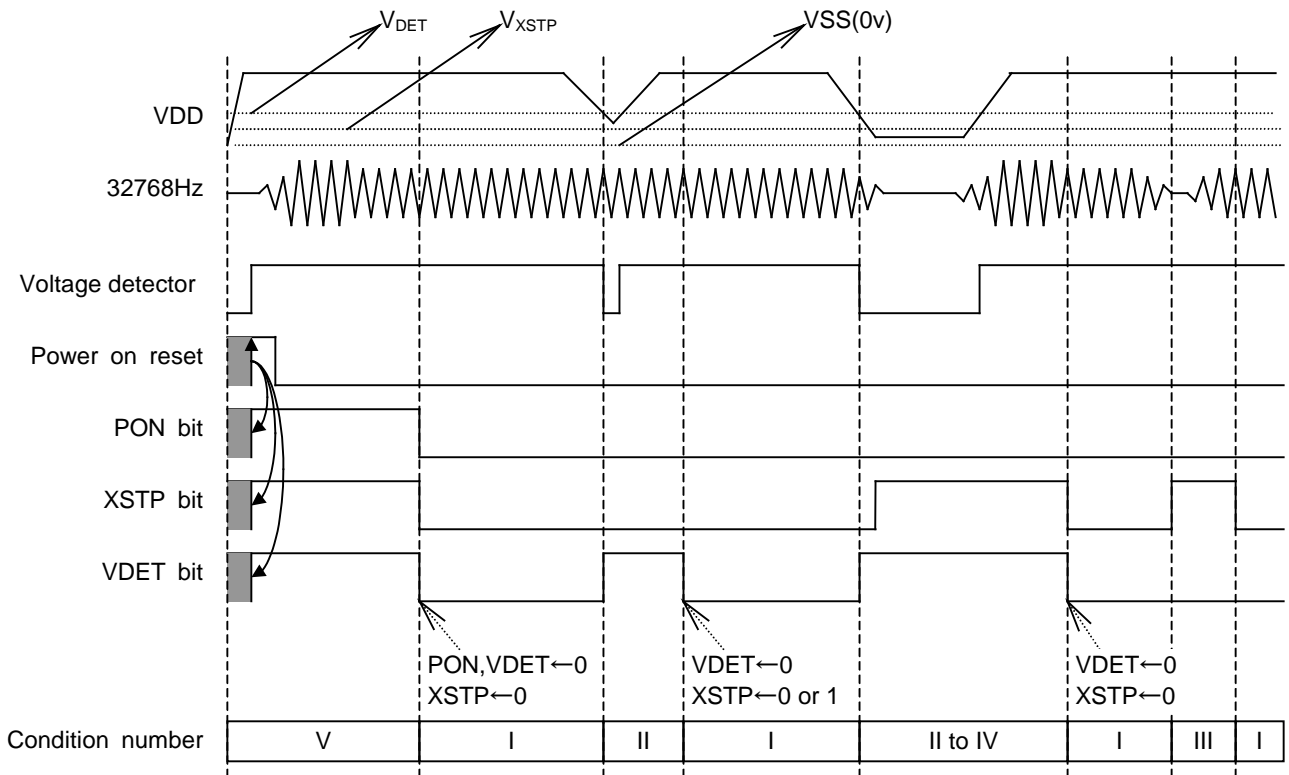 VDET VXSTP VSS(0v)
VDD
32768Hz
Voltage detector
Power on reset
PON bit
XSTP bit
VDET bit
PON,VDET←0 VDET←0 VDET←0
XSTP←0 XSTP←0 or 1 XSTP←0
Condition number V I II I II to IV I III I